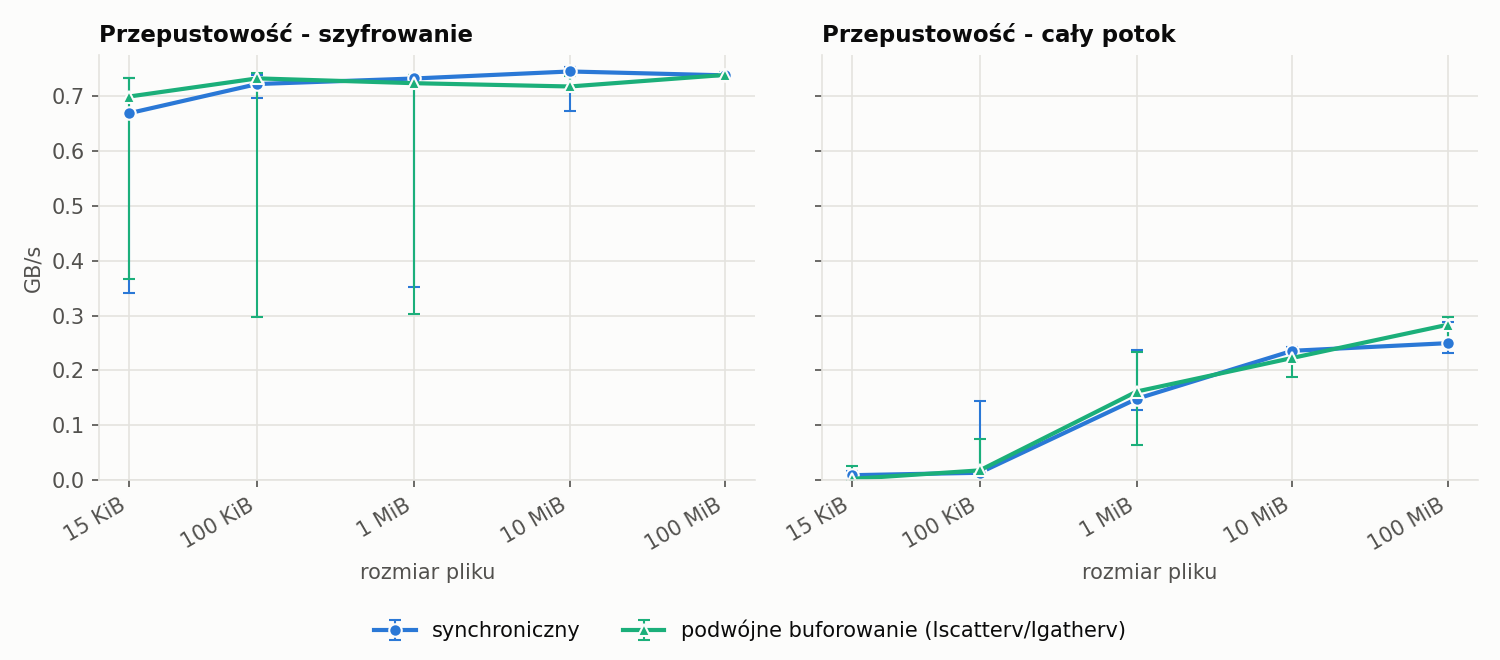 Przepustowość - szyfrowanie
Przepustowość - cały potok
GB/s
0.7
0.6
0.5
0.4
0.3
0.2
0.1
0.0
15 KiB
100 KiB
1 MiB
10 MiB
100 MiB
15 KiB
100 KiB
1 MiB
10 MiB
100 MiB
rozmiar pliku
rozmiar pliku
synchroniczny
podwójne buforowanie (Iscatterv/Igatherv)